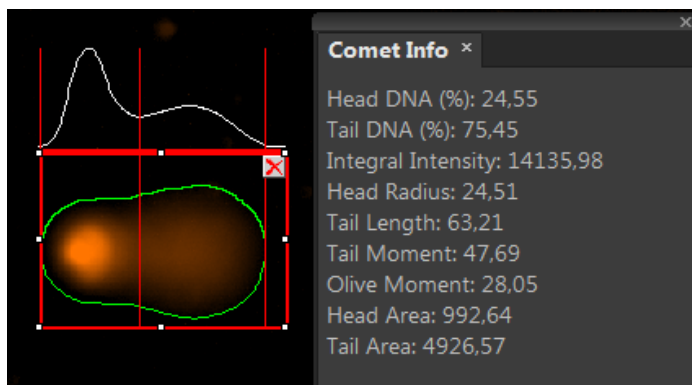 Comet Info ×
Head DNA (%): 24,55
Tail DNA (%): 75,45
Integral Intensity: 14135,98
Head Radius: 24,51
Tail Length: 63,21
Tail Moment: 47,69
Olive Moment: 28,05
Head Area: 992,64
Tail Area: 4926,57